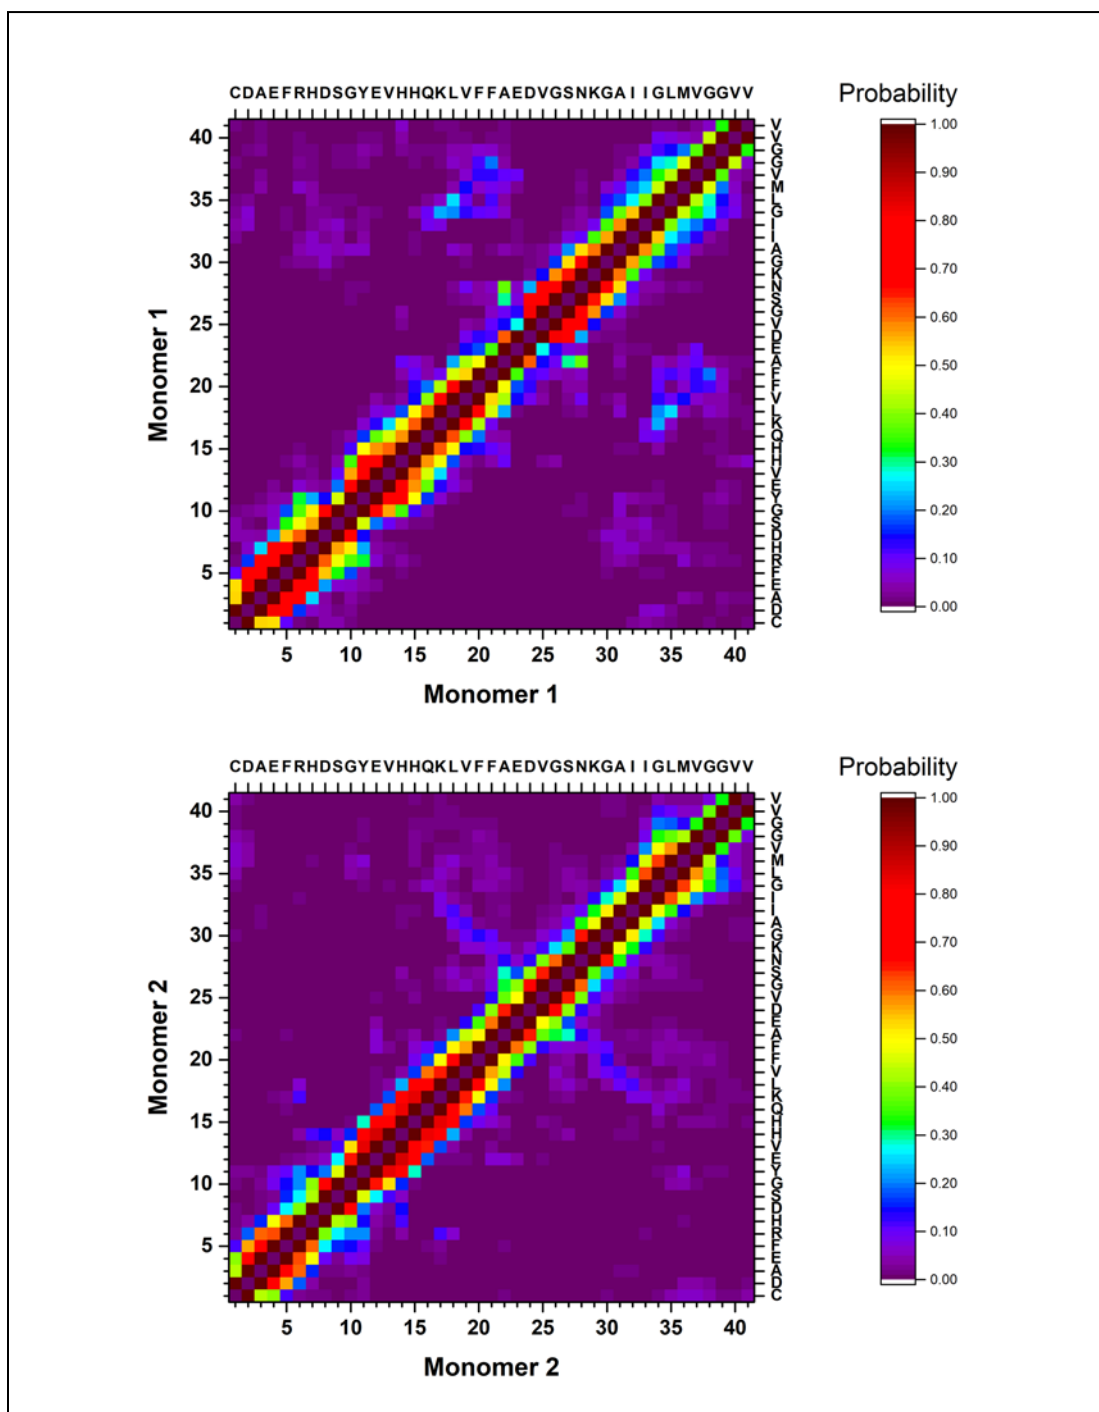 CDAEFRHDSGYEVHHQKLVFFAEDVGSNKGAIIGLMVGGVV
Probability
Monomer 1
40
35
30
25
20
15
10
5
V
V
G
G
V
M
L
G
I
I
A
G
K
N
S
G
V
D
E
A
F
F
V
L
K
Q
H
H
V
E
Y
G
S
D
H
R
F
E
A
D
C
1.00
0.90
0.80
0.70
0.60
0.50
0.40
0.30
0.20
0.10
0.00
5 10 15 20 25 30 35 40
Monomer 1
CDAEFRHDSGYEVHHQKLVFFAEDVGSNKGAIIGLMVGGVV
Probability
Monomer 2
40
35
30
25
20
15
10
5
V
V
G
G
V
M
L
G
I
I
A
G
K
N
S
G
V
D
E
A
F
F
V
L
K
Q
H
H
V
E
Y
G
S
D
H
R
F
E
A
D
C
1.00
0.90
0.80
0.70
0.60
0.50
0.40
0.30
0.20
0.10
0.00
5 10 15 20 25 30 35 40
Monomer 2